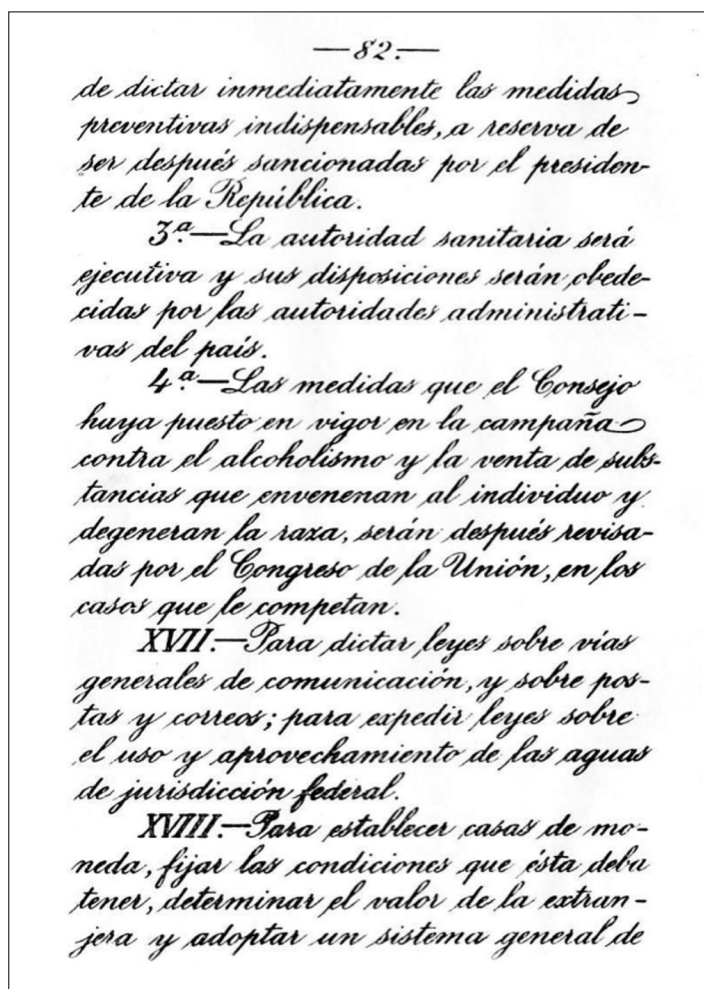 —82.—
de dictar inmediatamente las medidas
preventivas indispensables, a reserva de
ser después sancionadas por el presiden-
te de la República.
3ª.—La autoridad sanitaria será
ejecutiva y sus disposiciones serán obede-
cidas por las autoridades administrati-
vas del país.
4ª.—Las medidas que el Consejo
haya puesto en vigor en la campaña
contra el alcoholismo y la venta de subs-
tancias que envenenan al individuo y
degeneran la raza, serán después revisa-
das por el Congreso de la Unión, en los
casos que le competan.
XVII.—Para dictar leyes sobre vías
generales de comunicación, y sobre pos-
tas y correos; para expedir leyes sobre
el uso y aprovechamiento de las aguas
de jurisdicción federal.
XVIII.—Para establecer casas de mo-
neda, fijar las condiciones que ésta deba
tener, determinar el valor de la extran-
jera y adoptar un sistema general de